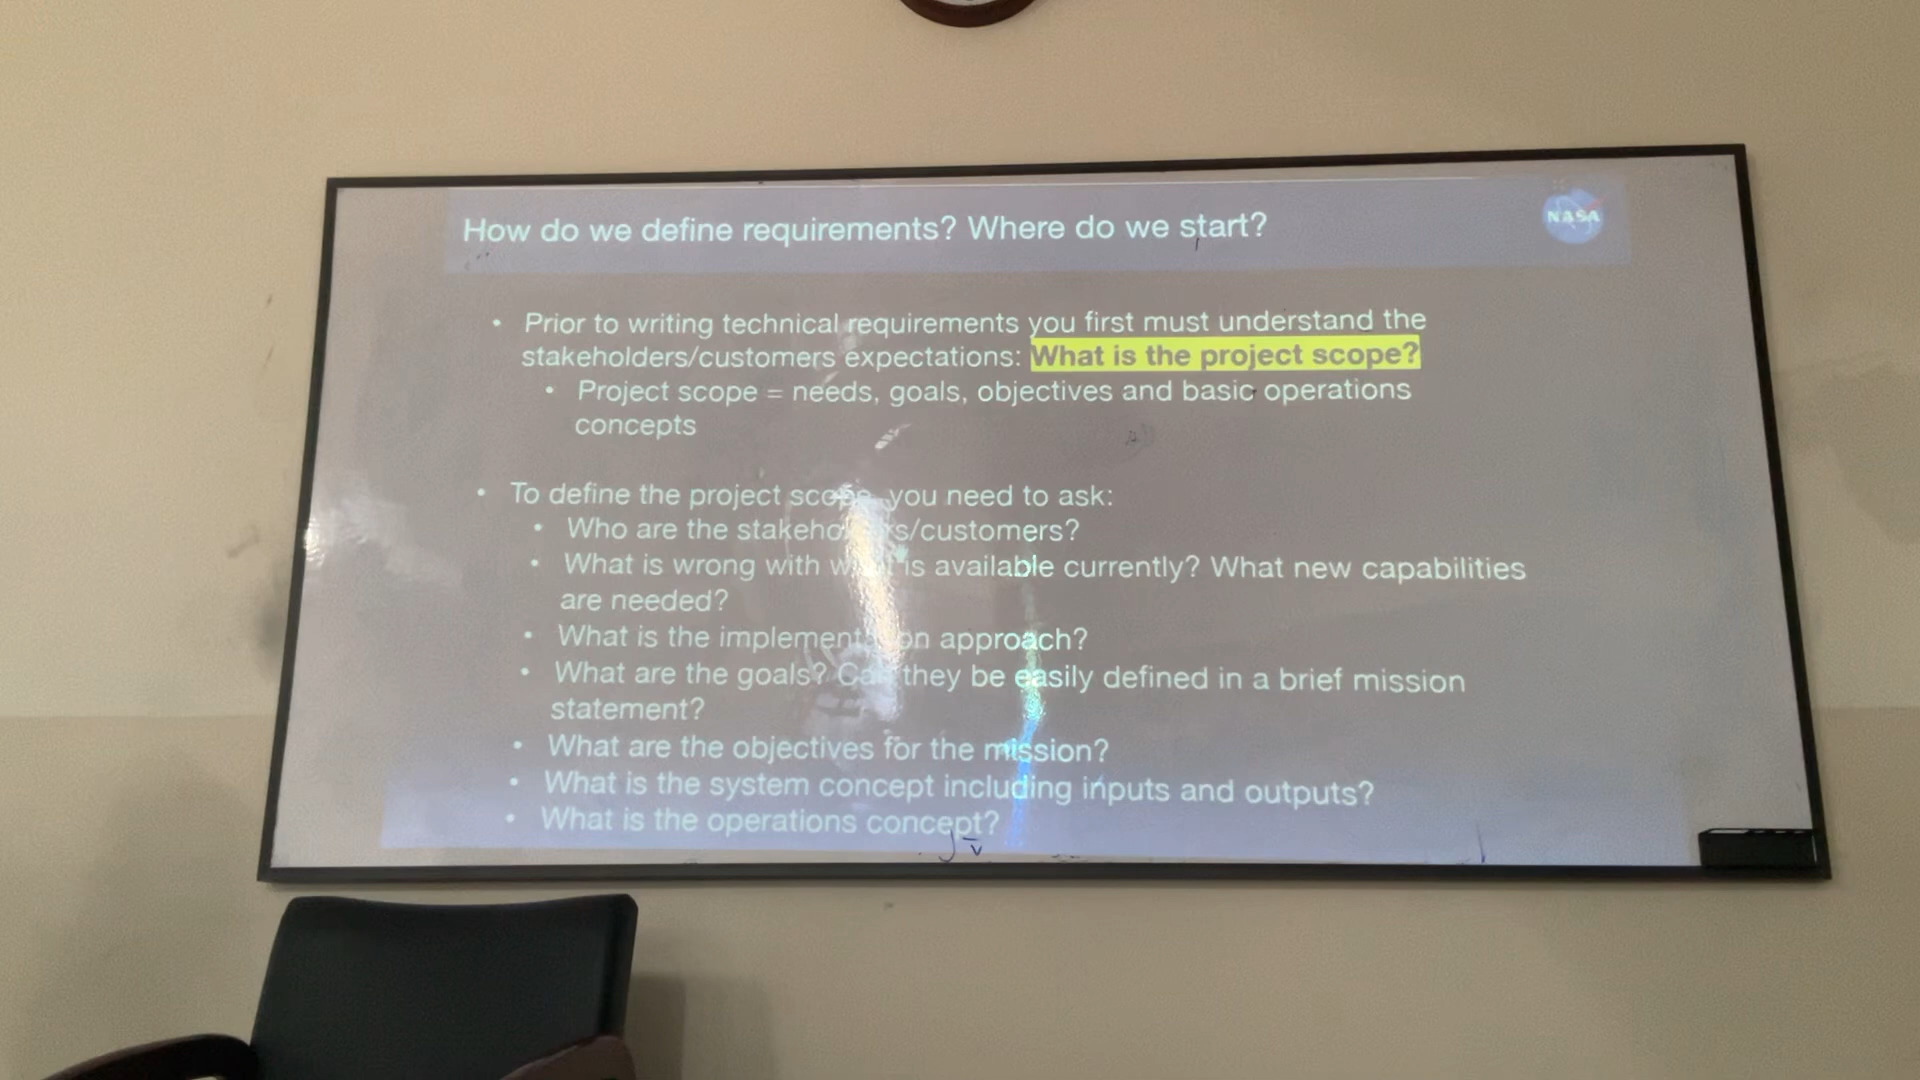 How do we define requirements? Where do we start?
NASA
• Prior to writing technical requirements you first must understand the
stakeholders/customers expectations: What is the project scope?
• Project scope = needs, goals, objectives and basic operations
concepts
• To define the project scope, you need to ask:
• Who are the stakeholders/customers?
• What is wrong with what is available currently? What new capabilities
are needed?
• What is the implementation approach?
• What are the goals? Can they be easily defined in a brief mission
statement?
• What are the objectives for the mission?
• What is the system concept including inputs and outputs?
• What is the operations concept?